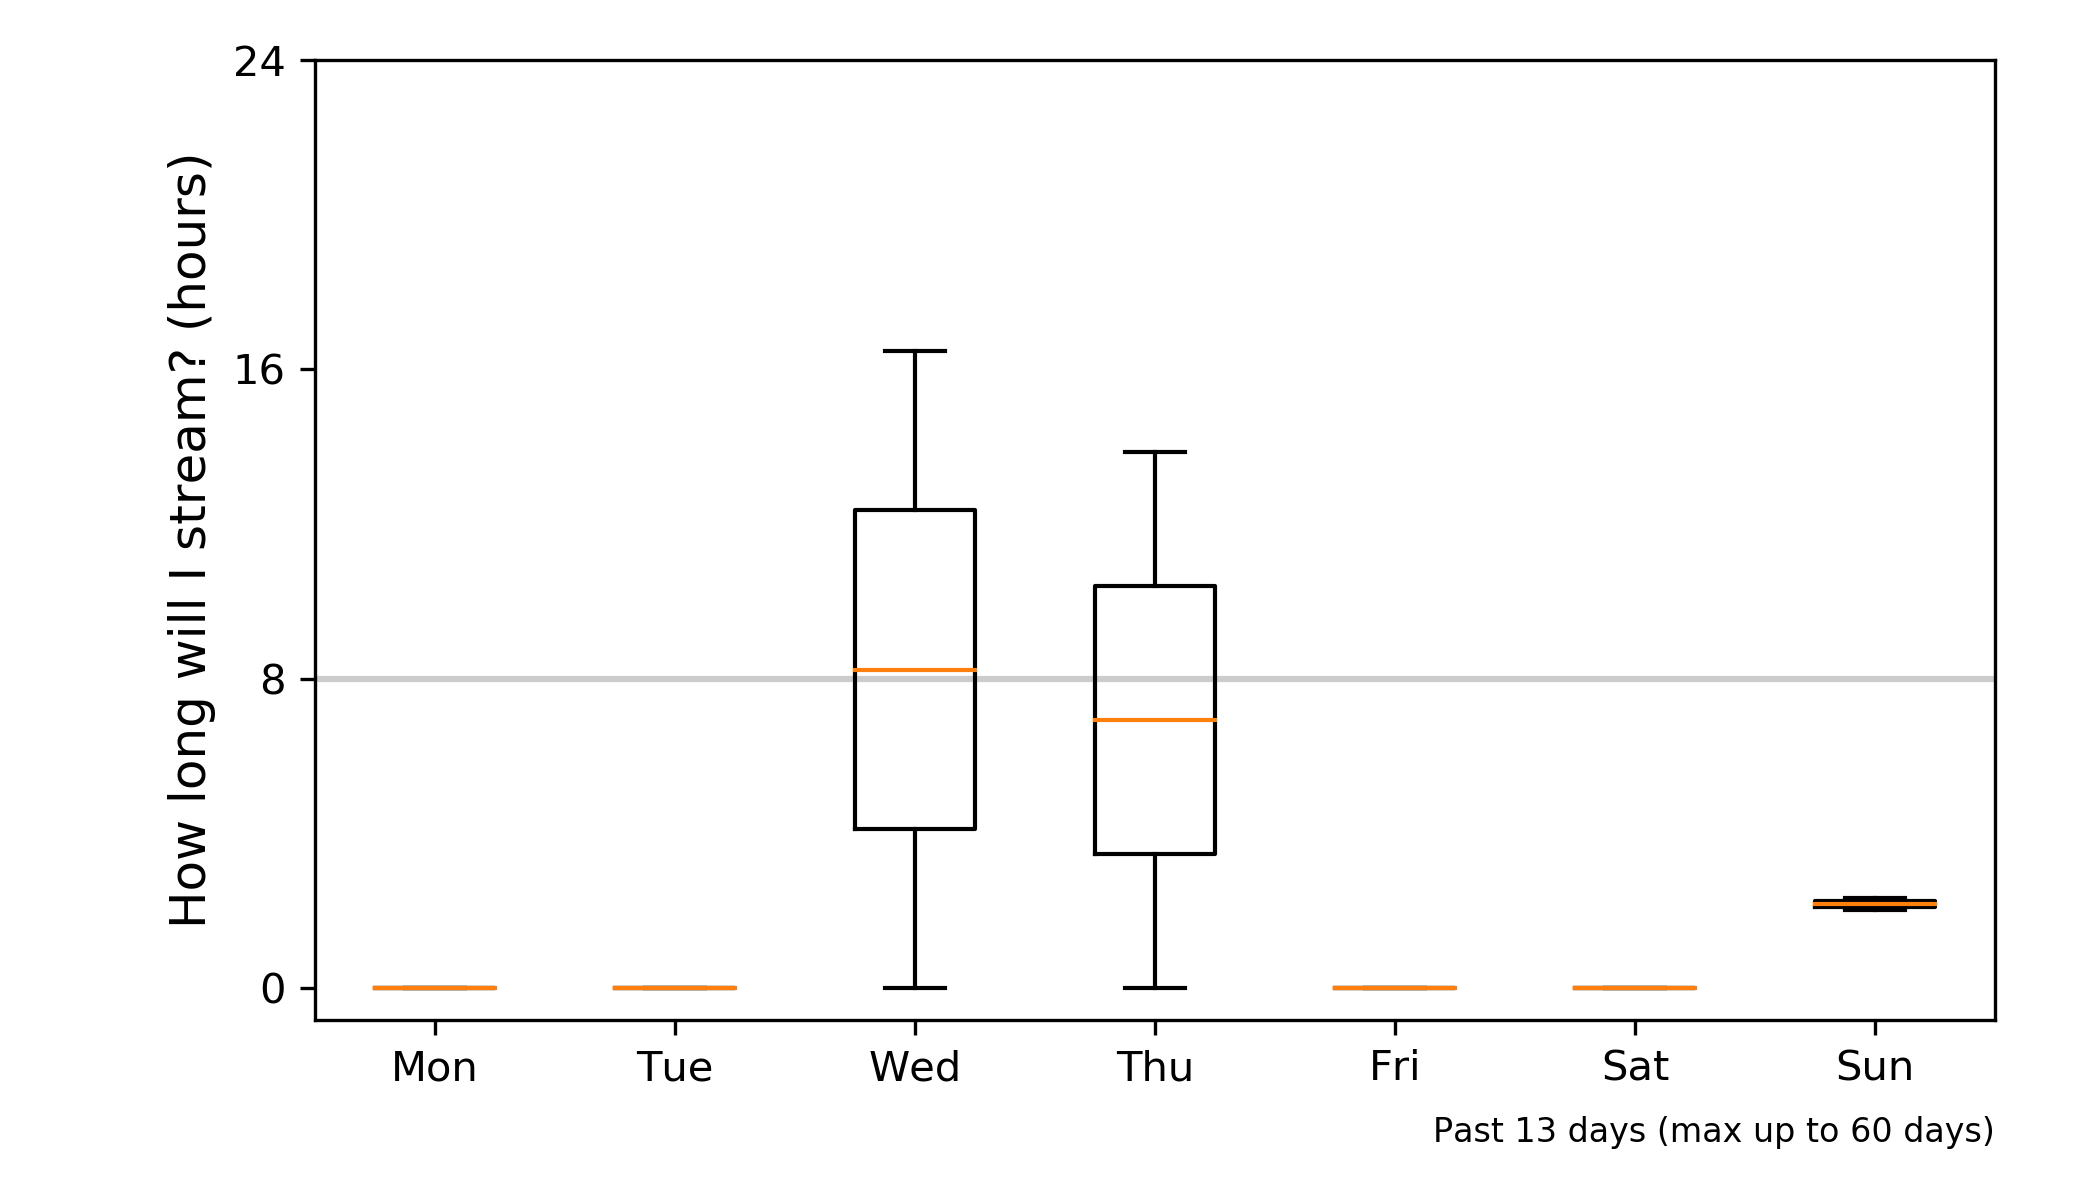 How long will I stream? (hours)
24
16
8
0
Mon Tue Wed Thu Fri Sat Sun
Past 13 days (max up to 60 days)